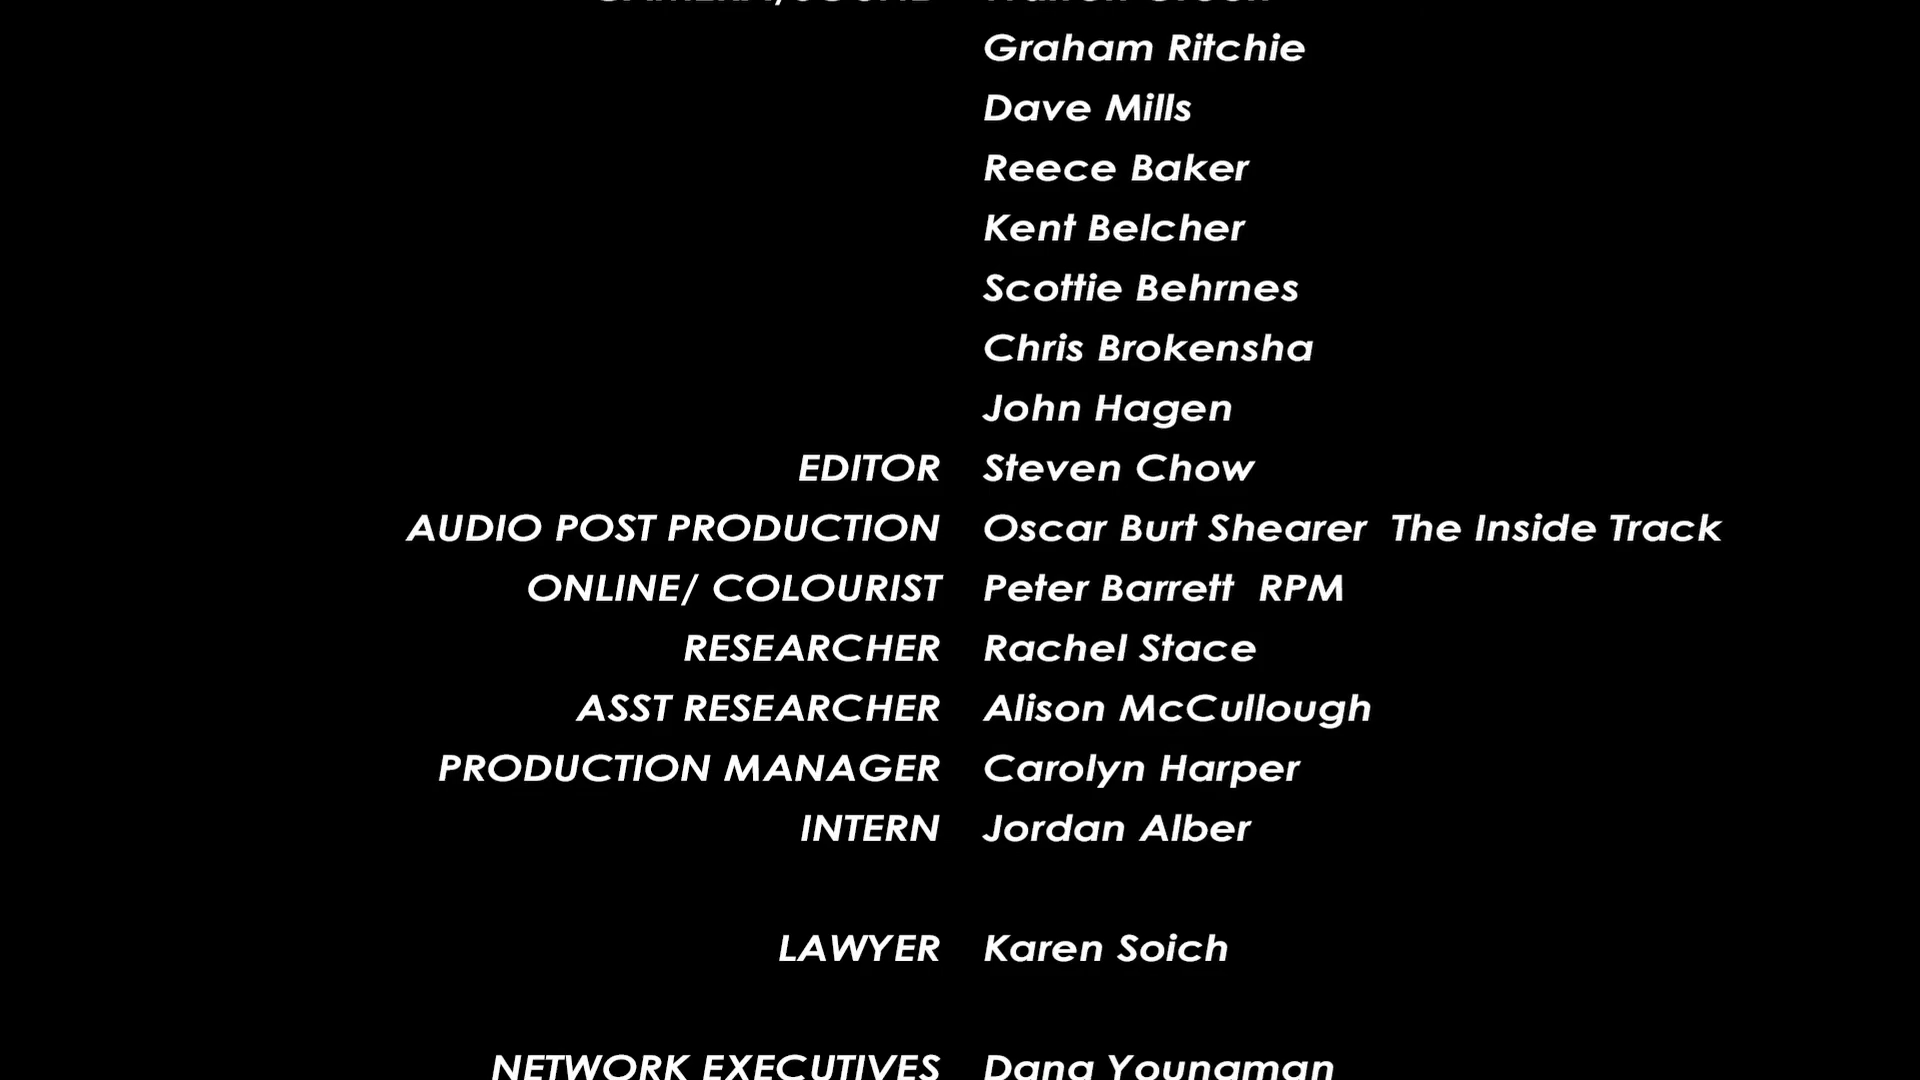 Graham Ritchie
Dave Mills
Reece Baker
Kent Belcher
Scottie Behrnes
Chris Brokensha
John Hagen
EDITOR Steven Chow
AUDIO POST PRODUCTION Oscar Burt Shearer The Inside Track
ONLINE/ COLOURIST Peter Barrett RPM
RESEARCHER Rachel Stace
ASST RESEARCHER Alison McCullough
PRODUCTION MANAGER Carolyn Harper
INTERN Jordan Alber
LAWYER Karen Soich
NETWORK EXECUTIVES Dana Youngman